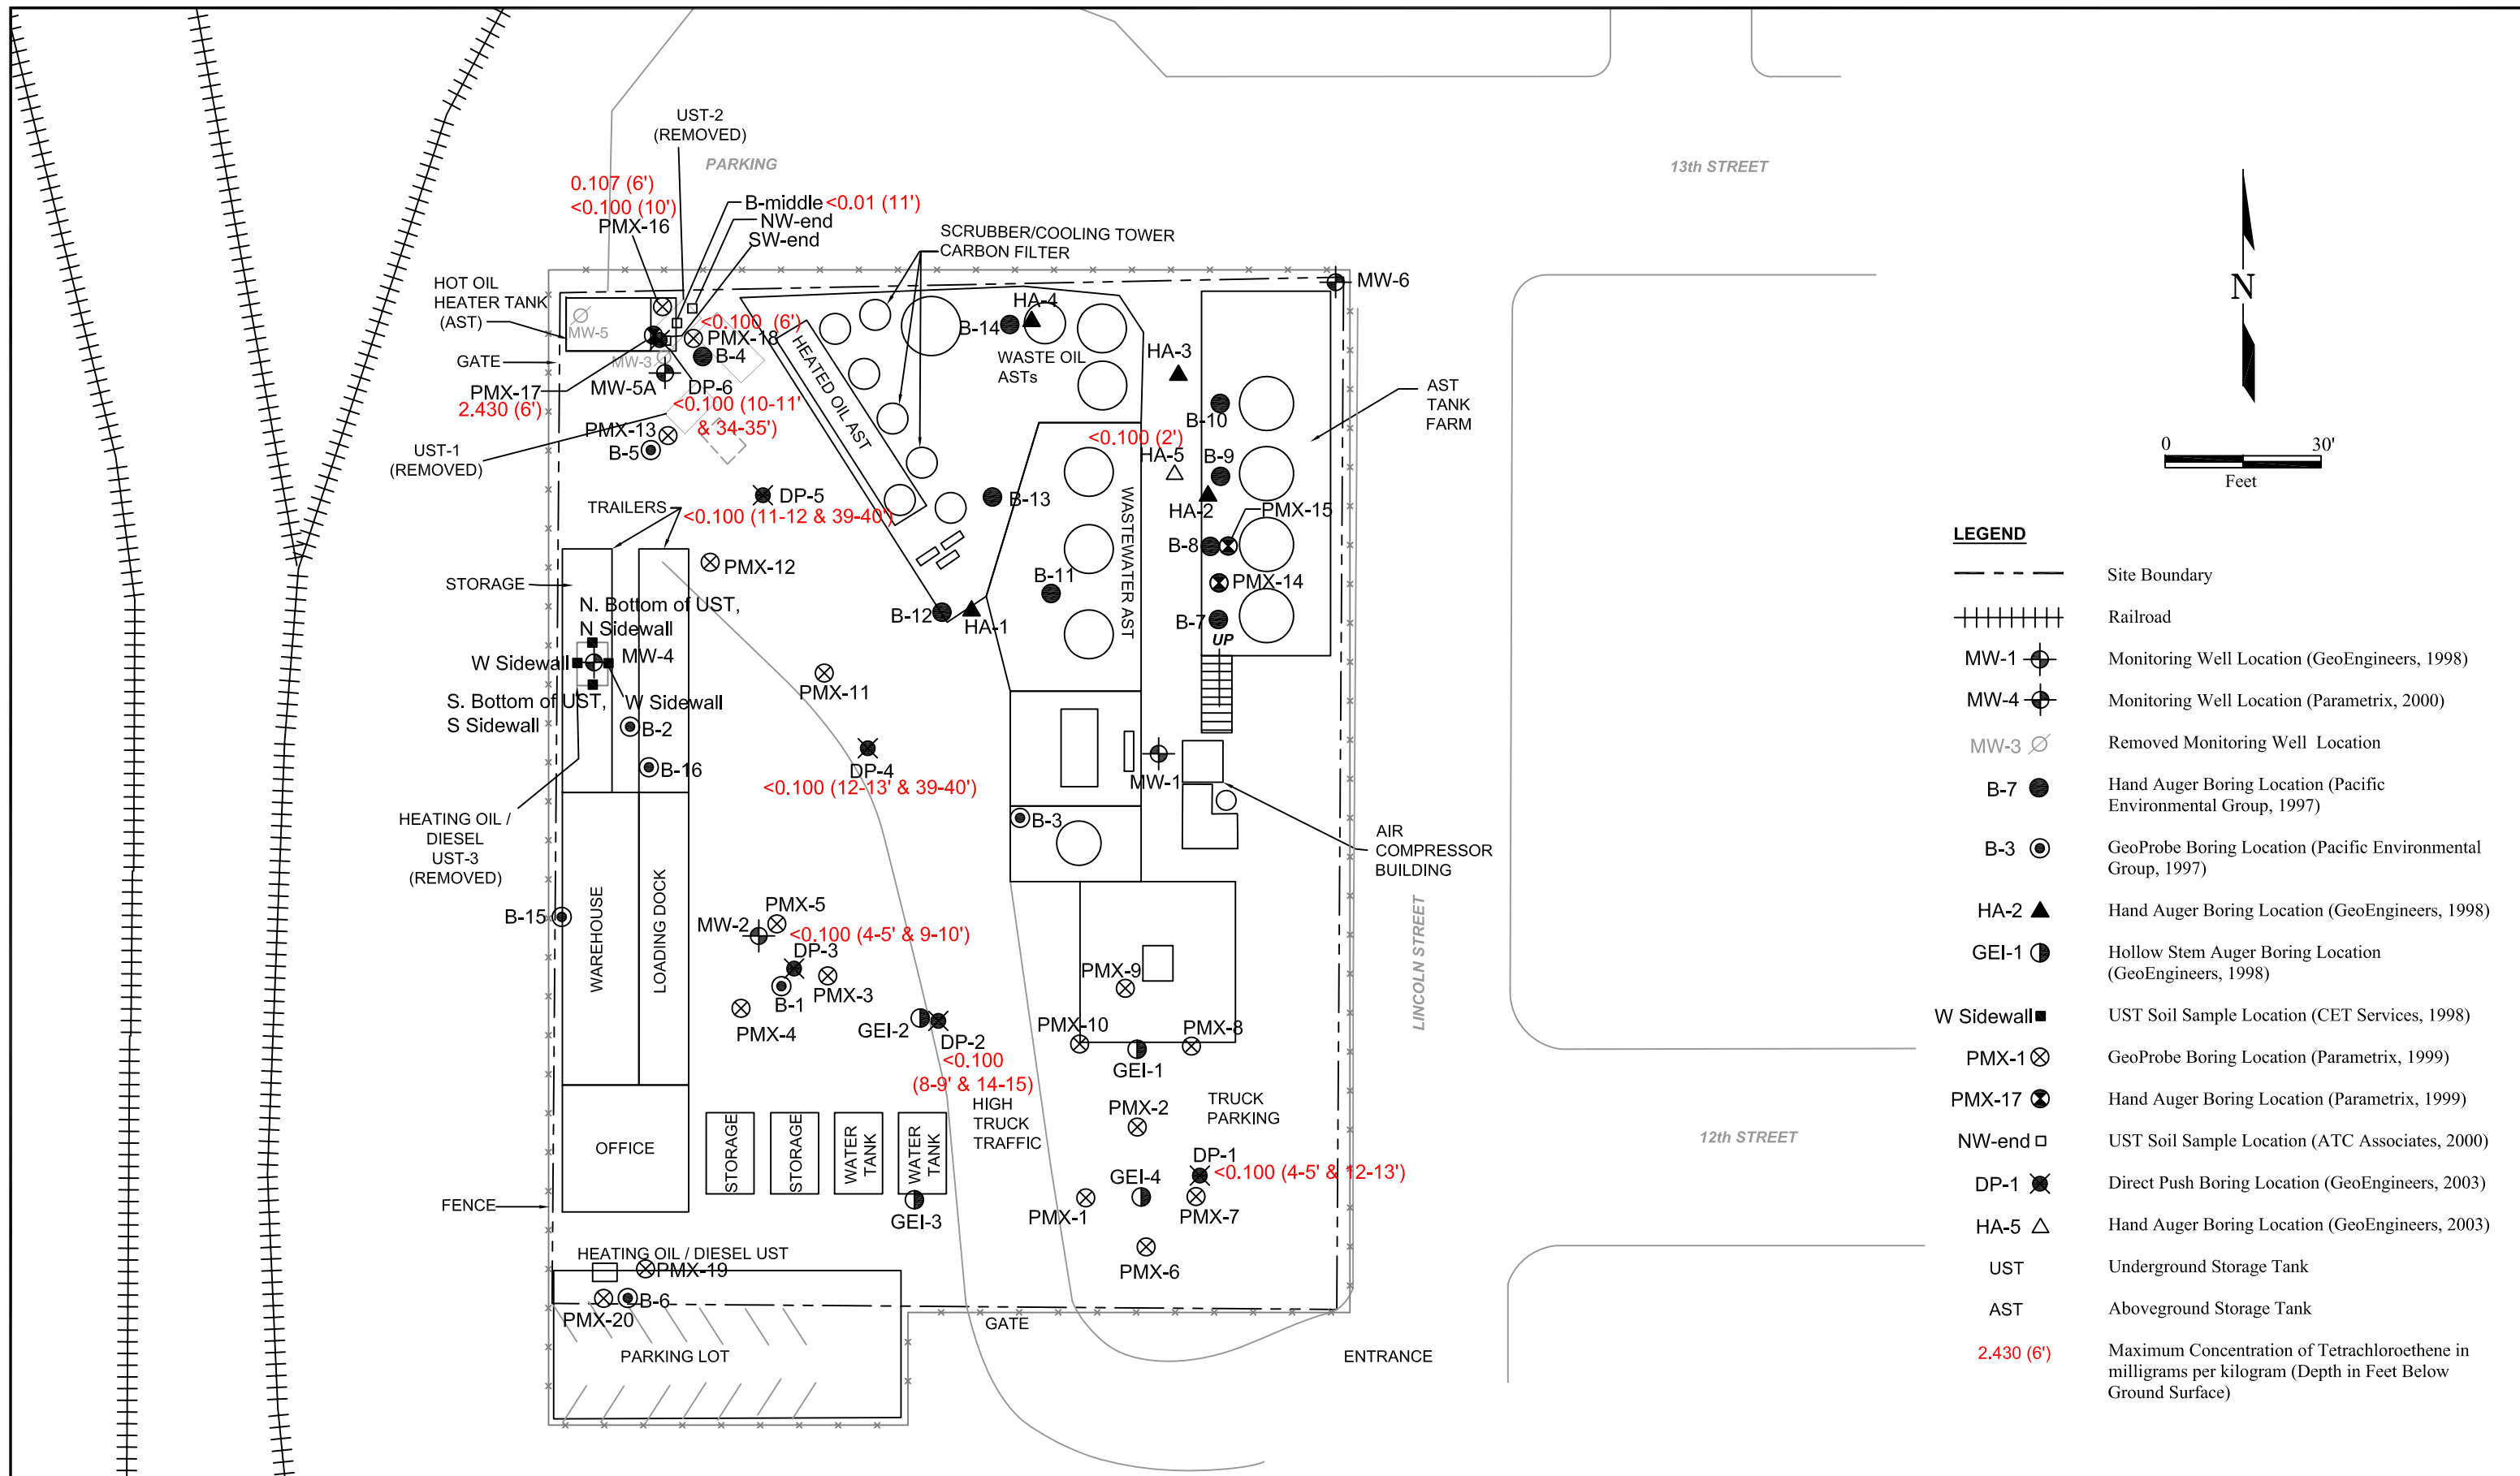 UST-2
(REMOVED)
PARKING
13th STREET
0.107 (6')
<0.100 (10')
PMX-16
B-middle <0.01 (11')
NW-end
SW-end
SCRUBBER/COOLING TOWER
CARBON FILTER
MW-6
HOT OIL
HEATER TANK
(AST)
MW-5
<0.100 (6')
PMX-18
B-4
MW-3
GATE
MW-5A
DP-6
PMX-17
2.430 (6')
<0.100 (10-11'
& 34-35')
PMX-13
B-5
UST-1
(REMOVED)
HEATED OIL AST
HA-4
B-14
WASTE OIL
ASTs
HA-3
B-10
AST
TANK
FARM
<0.100 (2')
HA-5
B-9
HA-2
PMX-15
B-8
PMX-14
B-7
UP
B-13
WASTEWATER AST
B-11
B-12
HA-1
DP-5
<0.100 (11-12 & 39-40')
TRAILERS
PMX-12
STORAGE
N. Bottom of UST,
N Sidewall
W Sidewall
MW-4
S. Bottom of UST,
S Sidewall
W Sidewall
B-2
B-16
PMX-11
DP-4
<0.100 (12-13' & 39-40')
MW-1
B-3
HEATING OIL /
DIESEL
UST-3
(REMOVED)
AIR
COMPRESSOR
BUILDING
B-15
WAREHOUSE
LOADING DOCK
PMX-5
MW-2
<0.100 (4-5' & 9-10')
DP-3
B-1
PMX-3
PMX-4
GEI-2
DP-2
<0.100
(8-9' & 14-15)
PMX-9
PMX-10
PMX-8
GEI-1
LINCOLN STREET
HIGH
TRUCK
TRAFFIC
PMX-2
TRUCK
PARKING
12th STREET
OFFICE
STORAGE
STORAGE
WATER
TANK
WATER
TANK
DP-1
<0.100 (4-5' & 12-13')
GEI-4
PMX-1
PMX-7
GEI-3
FENCE
PMX-6
HEATING OIL / DIESEL UST
PMX-19
B-6
PMX-20
PARKING LOT
GATE
ENTRANCE
N
0 30'
Feet
LEGEND
Site Boundary
Railroad
MW-1 Monitoring Well Location (GeoEngineers, 1998)
MW-4 Monitoring Well Location (Parametrix, 2000)
MW-3 Removed Monitoring Well Location
B-7 Hand Auger Boring Location (Pacific
Environmental Group, 1997)
B-3 GeoProbe Boring Location (Pacific Environmental
Group, 1997)
HA-2 Hand Auger Boring Location (GeoEngineers, 1998)
GEI-1 Hollow Stem Auger Boring Location
(GeoEngineers, 1998)
W Sidewall UST Soil Sample Location (CET Services, 1998)
PMX-1 GeoProbe Boring Location (Parametrix, 1999)
PMX-17 Hand Auger Boring Location (Parametrix, 1999)
NW-end UST Soil Sample Location (ATC Associates, 2000)
DP-1 Direct Push Boring Location (GeoEngineers, 2003)
HA-5 Hand Auger Boring Location (GeoEngineers, 2003)
UST Underground Storage Tank
AST Aboveground Storage Tank
2.430 (6') Maximum Concentration of Tetrachloroethene in
milligrams per kilogram (Depth in Feet Below
Ground Surface)